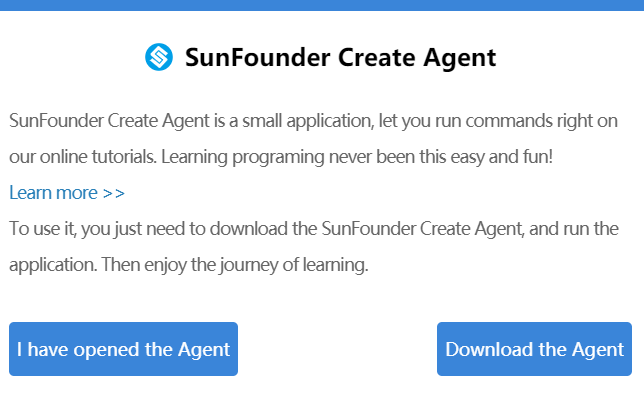 SunFounder Create Agent
SunFounder Create Agent is a small application, let you run commands right on
our online tutorials. Learning programing never been this easy and fun!
Learn more >>
To use it, you just need to download the SunFounder Create Agent, and run the
application. Then enjoy the journey of learning.
I have opened the Agent
Download the Agent